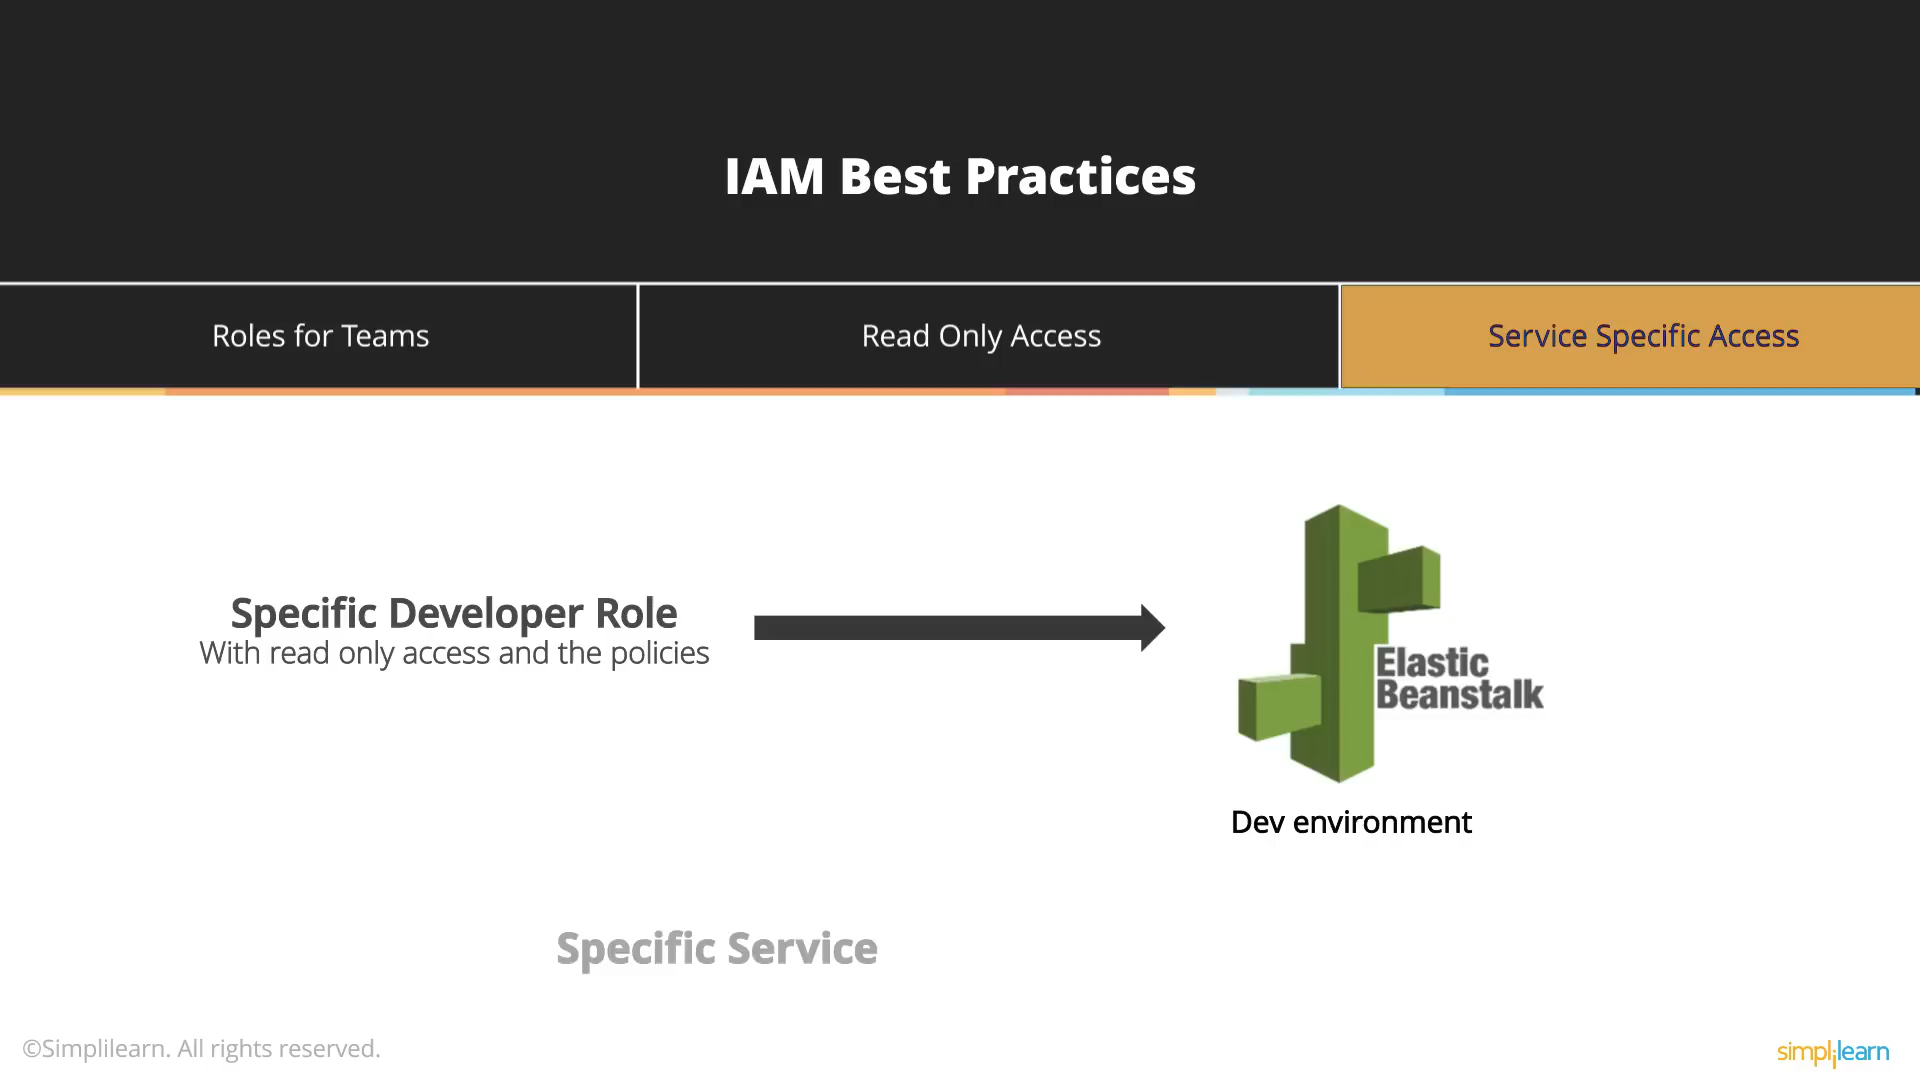 IAM Best Practices
Roles for Teams
Read Only Access
Service Specific Access
Specific Developer Role
With read only access and the policies
Elastic
Beanstalk
Dev environment
Specific Service
©Simplilearn. All rights reserved.
simplilearn